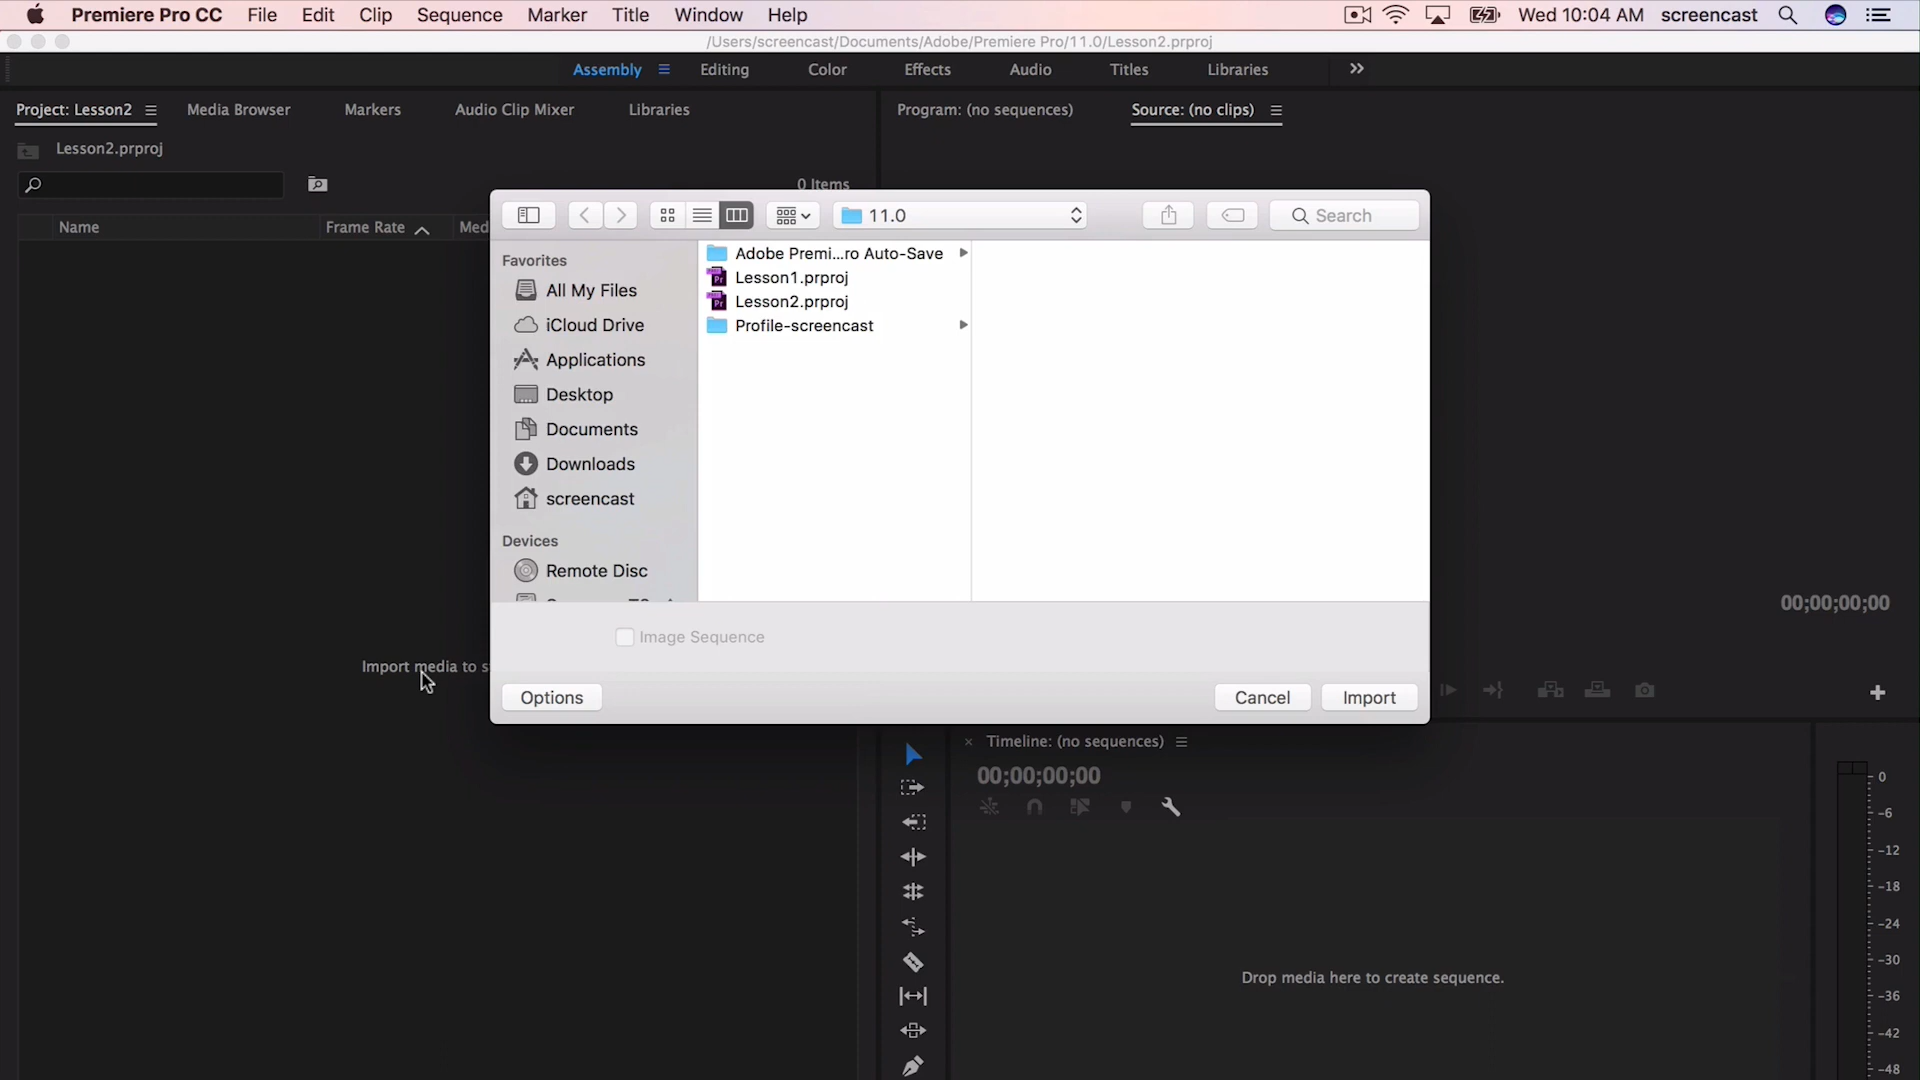 Premiere Pro CC File Edit Clip Sequence Marker Title Window Help Wed 10:04 AM screencast
/Users/screencast/Documents/Adobe/Premiere Pro/11.0/Lesson2.prproj
Assembly Editing Color Effects Audio Titles Libraries
Project: Lesson2 Media Browser Markers Audio Clip Mixer Libraries Program: (no sequences) Source: (no clips)
Lesson2.prproj
0 Items
Name Frame Rate Med
11.0 Search
Favorites
All My Files
iCloud Drive
Applications
Desktop
Documents
Downloads
screencast
Devices
Remote Disc
Adobe Premi...ro Auto-Save
Lesson1.prproj
Lesson2.prproj
Profile-screencast
Image Sequence
Options Cancel Import
Import media to s
00;00;00;00
Timeline: (no sequences)
00;00;00;00
Drop media here to create sequence.
0
-6
-12
-18
-24
-30
-36
-42
-48